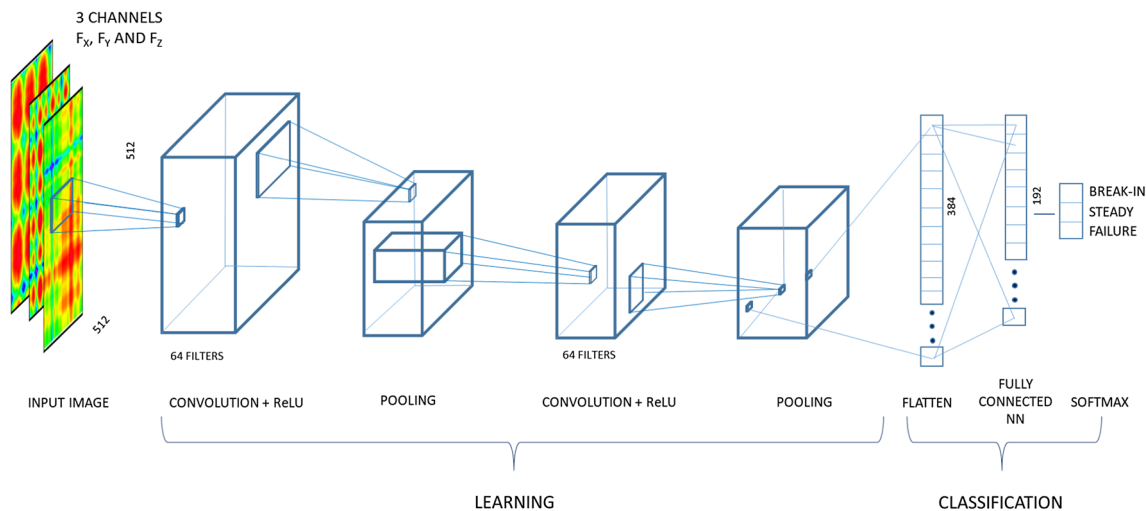 3 CHANNELS
FX, FY AND FZ
512
512
64 FILTERS
64 FILTERS
384
192
BREAK-IN
STEADY
FAILURE
INPUT IMAGE
CONVOLUTION + ReLU
POOLING
CONVOLUTION + ReLU
POOLING
FLATTEN
FULLY
CONNECTED
NN
SOFTMAX
LEARNING
CLASSIFICATION